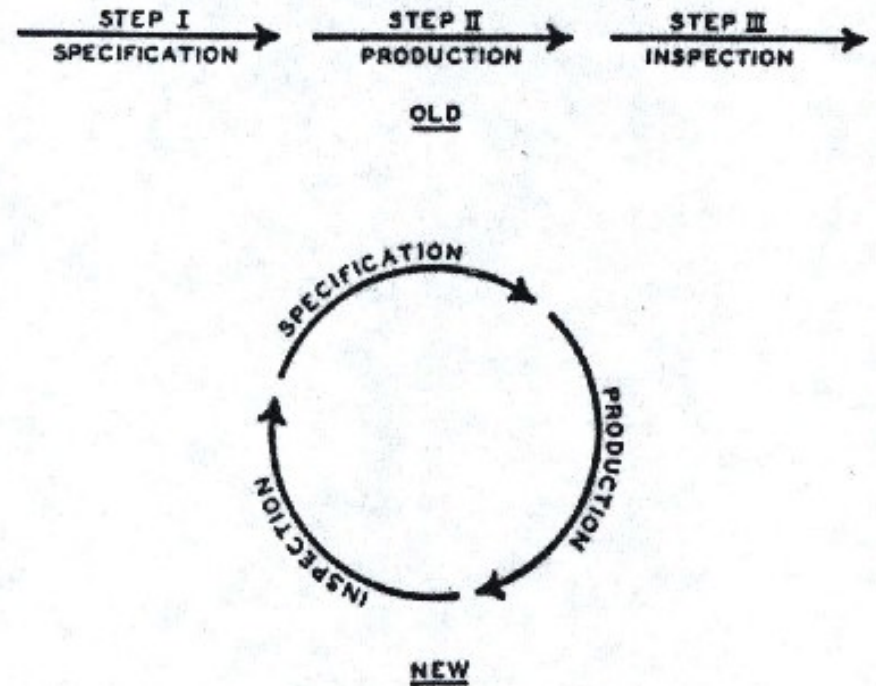 STEP I
SPECIFICATION
STEP II
PRODUCTION
STEP III
INSPECTION
OLD
SPECIFICATION
PRODUCTION
INSPECTION
NEW